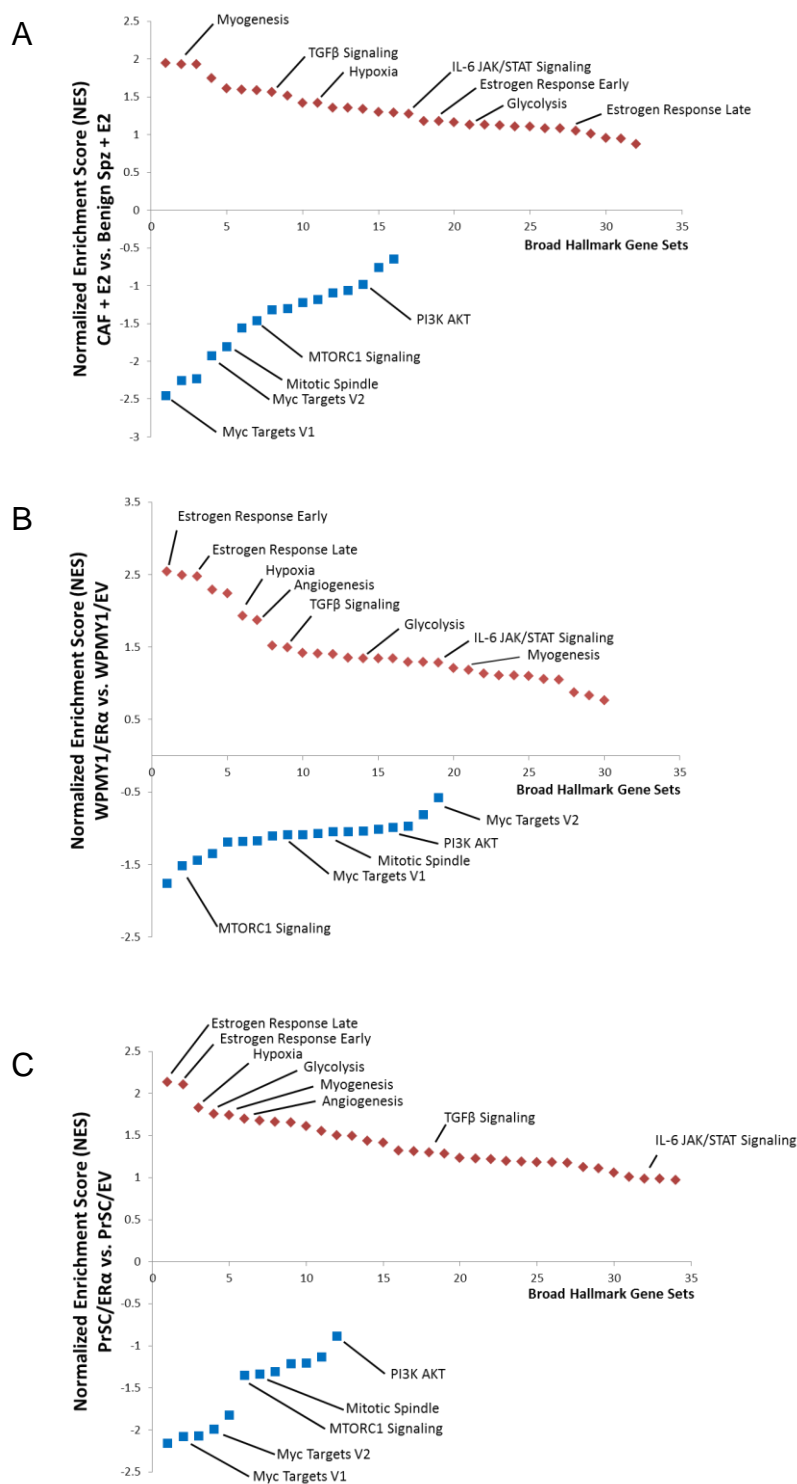 A
Normalized Enrichment Score (NES)
CAF + E2 vs. Benign Spz + E2
2.5
2
1.5
1
0.5
0
-0.5
-1
-1.5
-2
-2.5
-3
Myogenesis
TGFβ Signaling
Hypoxia
IL-6 JAK/STAT Signaling
Estrogen Response Early
Glycolysis
Estrogen Response Late
0 5 10 15 20 25 30 35
Broad Hallmark Gene Sets
PI3K AKT
MTORC1 Signaling
Mitotic Spindle
Myc Targets V2
Myc Targets V1
B
Normalized Enrichment Score (NES)
WPMY1/ERα vs. WPMY1/EV
3.5
2.5
1.5
0.5
-0.5
-1.5
-2.5
Estrogen Response Early
Estrogen Response Late
Hypoxia
Angiogenesis
TGFβ Signaling
Glycolysis
IL-6 JAK/STAT Signaling
Myogenesis
0 5 10 15 20 25 30 35
Broad Hallmark Gene Sets
Myc Targets V2
PI3K AKT
Mitotic Spindle
Myc Targets V1
MTORC1 Signaling
C
Normalized Enrichment Score (NES)
PrSC/ERα vs. PrSC/EV
2.5
2
1.5
1
0.5
0
-0.5
-1
-1.5
-2
-2.5
Estrogen Response Late
Estrogen Response Early
Hypoxia
Glycolysis
Myogenesis
Angiogenesis
TGFβ Signaling
IL-6 JAK/STAT Signaling
0 5 10 15 20 25 30 35
Broad Hallmark Gene Sets
PI3K AKT
Mitotic Spindle
MTORC1 Signaling
Myc Targets V2
Myc Targets V1